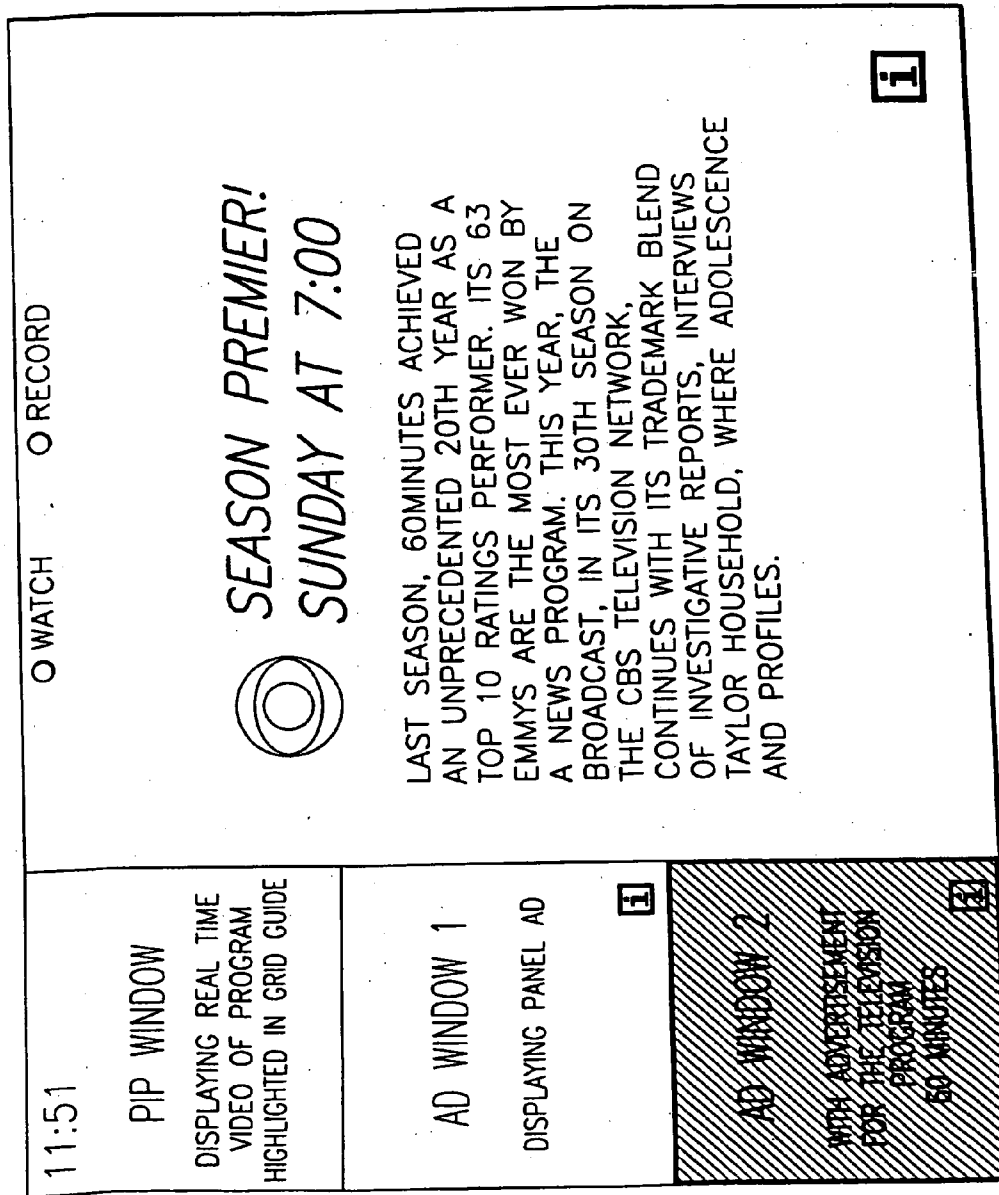 11:51
PIP WINDOW
DISPLAYING REAL TIME
VIDEO OF PROGRAM
HIGHLIGHTED IN GRID GUIDE
AD WINDOW 1
DISPLAYING PANEL AD
i
AD WINDOW 2
WITH ADVERTISEMENT
FOR THE TELEVISION
PROGRAM
60 MINUTES
i
WATCH
RECORD
SEASON PREMIER!
SUNDAY AT 7:00
LAST SEASON, 60MINUTES ACHIEVED
AN UNPRECEDENTED 20TH YEAR AS A
TOP 10 RATINGS PERFORMER. ITS 63
EMMYS ARE THE MOST EVER WON BY
A NEWS PROGRAM. THIS YEAR, THE
BROADCAST, IN ITS 30TH SEASON ON
THE CBS TELEVISION NETWORK,
CONTINUES WITH ITS TRADEMARK BLEND
OF INVESTIGATIVE REPORTS, INTERVIEWS
TAYLOR HOUSEHOLD, WHERE ADOLESCENCE
AND PROFILES.
i